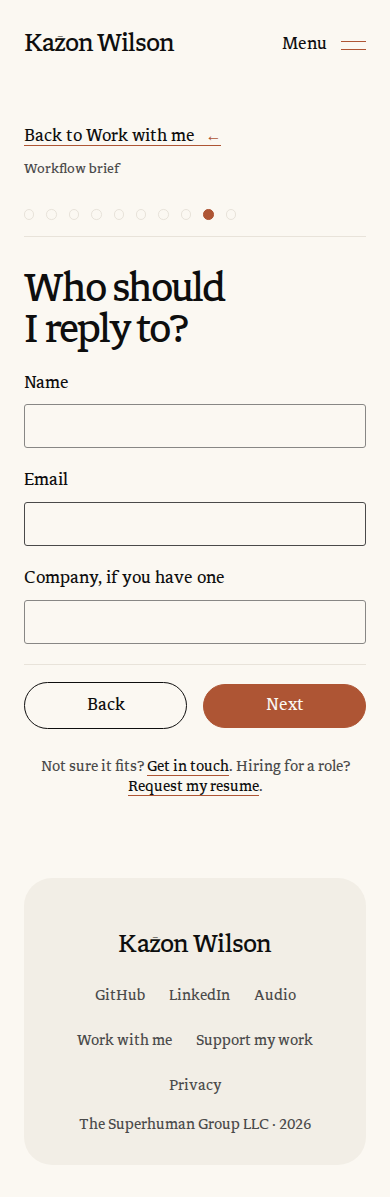 Kazon Wilson
Menu
Back to Work with me ←
Workflow brief
Who should
I reply to?
Name
Email
Company, if you have one
Back
Next
Not sure it fits? Get in touch. Hiring for a role?
Request my resume.
Kazon Wilson
GitHub LinkedIn Audio
Work with me Support my work
Privacy
The Superhuman Group LLC · 2026